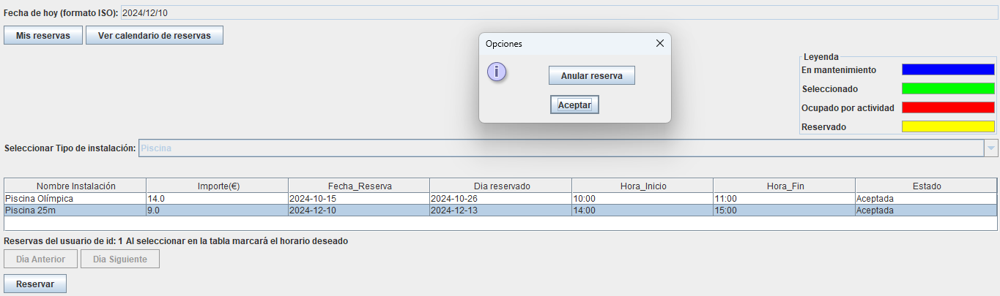 Fecha de hoy (formato ISO): 2024/12/10
Mis reservas Ver calendario de reservas
Opciones
Anular reserva
Aceptar
Leyenda
En mantenimiento
Seleccionado
Ocupado por actividad
Reservado
Seleccionar Tipo de instalación: Piscina
Nombre Instalación Importe(€) Fecha_Reserva Dia reservado Hora_Inicio Hora_Fin Estado
Piscina Olímpica 14.0 2024-10-15 2024-10-26 10:00 11:00 Aceptada
Piscina 25m 9.0 2024-12-10 2024-12-13 14:00 15:00 Aceptada
Reservas del usuario de id: 1 Al seleccionar en la tabla marcará el horario deseado
Día Anterior Día Siguiente
Reservar